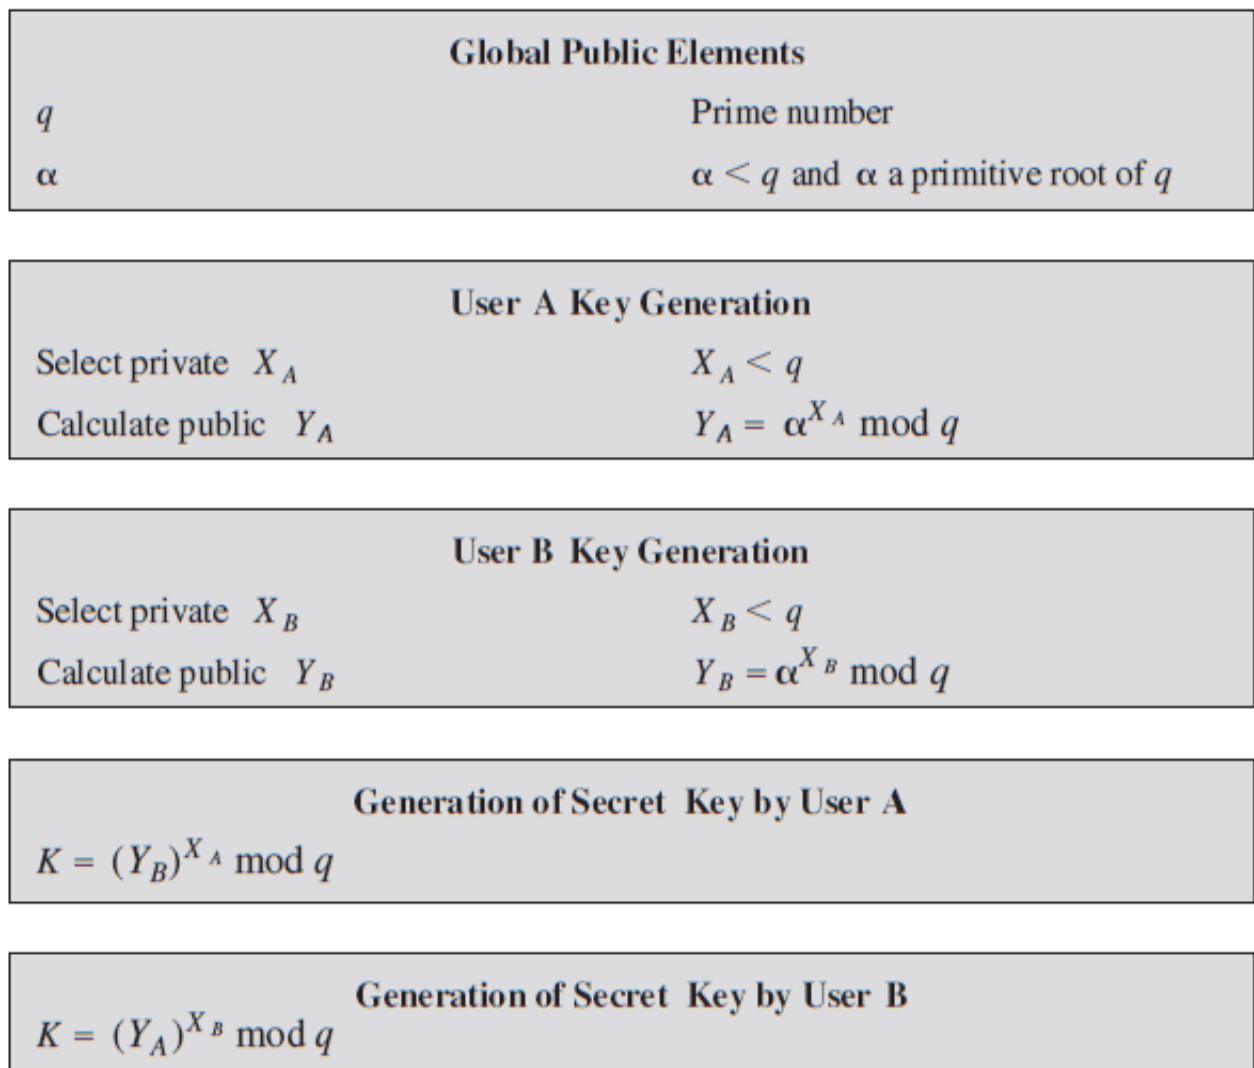 Global Public Elements
q Prime number
α α < q and α a primitive root of q
User A Key Generation
Select private X_A X_A < q
Calculate public Y_A Y_A = α^{X_A} mod q
User B Key Generation
Select private X_B X_B < q
Calculate public Y_B Y_B = α^{X_B} mod q
Generation of Secret Key by User A
K = (Y_B)^{X_A} mod q
Generation of Secret Key by User B
K = (Y_A)^{X_B} mod q